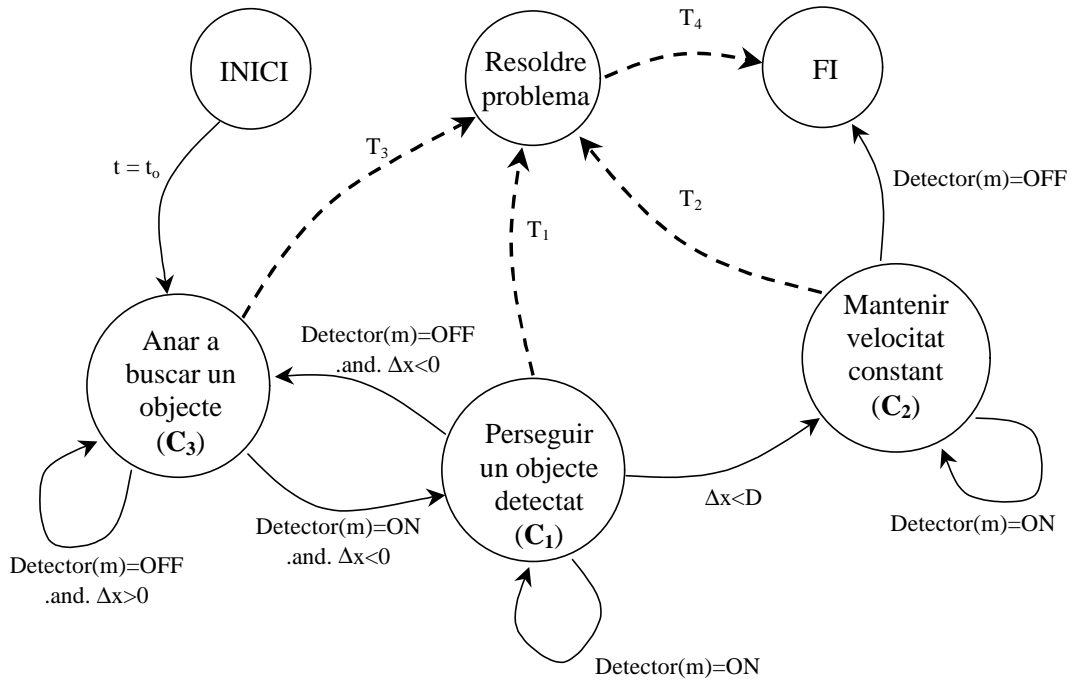 T4
INICI
Resoldre
problema
FI
T3
t = to
Detector(m)=OFF
T2
T1
Anar a
buscar un
objecte
(C3)
Detector(m)=OFF
.and. Δx<0
Mantenir
velocitat
constant
(C2)
Perseguir
un objecte
detectat
(C1)
Δx<D
Detector(m)=ON
.and. Δx<0
Detector(m)=ON
Detector(m)=OFF
.and. Δx>0
Detector(m)=ON